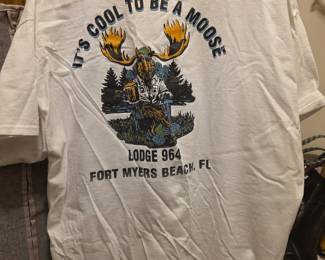 IT'S COOL TO BE A MOOSE
LODGE 964
FORT MYERS BEACH, FL